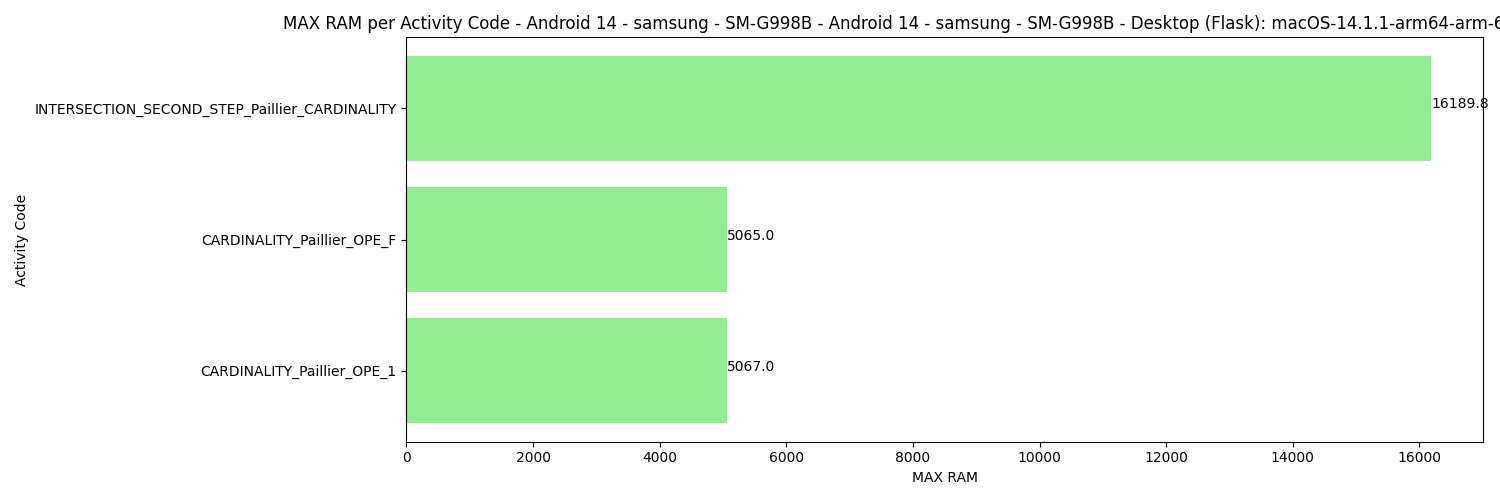 MAX RAM per Activity Code - Android 14 - samsung - SM-G998B - Android 14 - samsung - SM-G998B - Desktop (Flask): macOS-14.1.1-arm64-arm-6
INTERSECTION_SECOND_STEP_Paillier_CARDINALITY
16189.8
CARDINALITY_Paillier_OPE_F
5065.0
CARDINALITY_Paillier_OPE_1
5067.0
Activity Code
0 2000 4000 6000 8000 10000 12000 14000 16000
MAX RAM